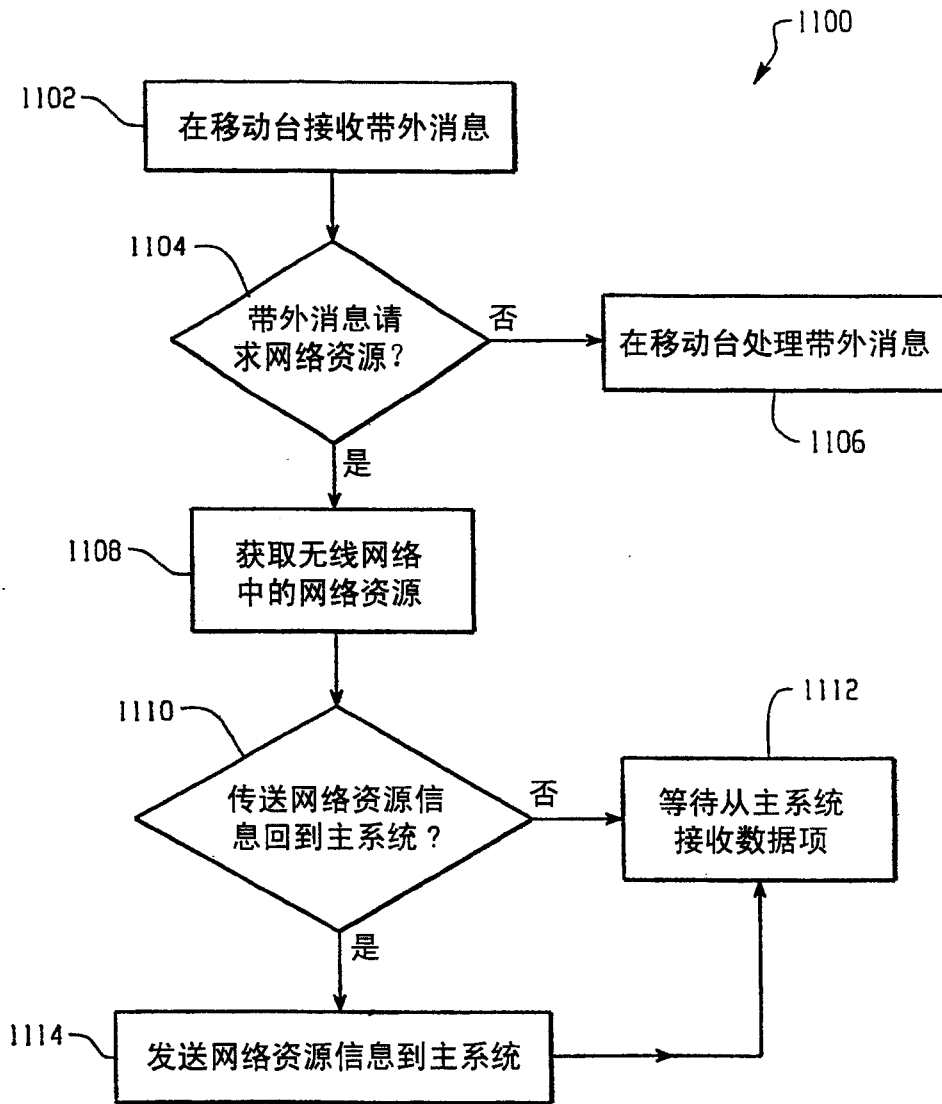 1100
1102
在移动台接收带外消息
1104
带外消息请
求网络资源?
否
在移动台处理带外消息
1106
是
1108
获取无线网络
中的网络资源
1110
传送网络资源信
息回到主系统?
否
1112
等待从主系统
接收数据项
是
1114
发送网络资源信息到主系统